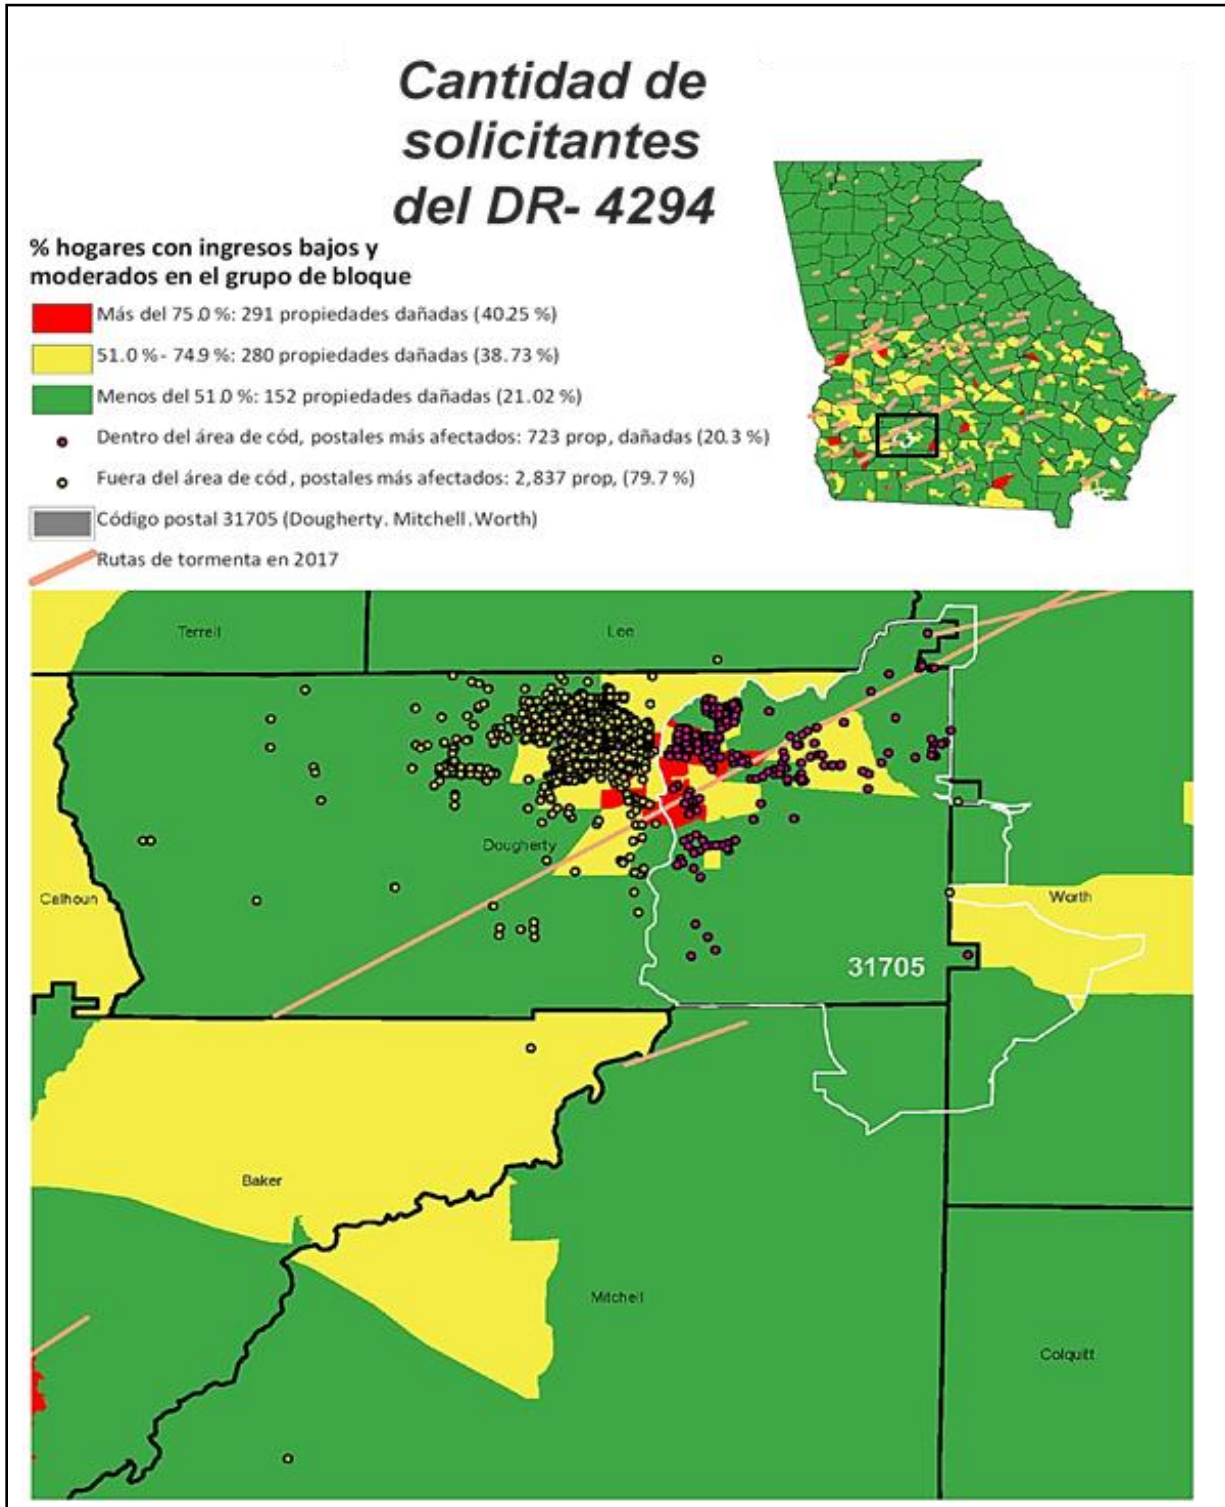 Cantidad de
solicitantes
del DR- 4294
% hogares con ingresos bajos y
moderados en el grupo de bloque
Más del 75.0 %: 291 propiedades dañadas (40.25 %)
51.0 % - 74.9 %: 280 propiedades dañadas (38.73 %)
Menos del 51.0 %: 152 propiedades dañadas (21.02 %)
Dentro del área de cód, postales más afectados: 723 prop, dañadas (20.3 %)
Fuera del área de cód, postales más afectados: 2,837 prop, (79.7 %)
Código postal 31705 (Dougherty. Mitchell.Worth)
Rutas de tormenta en 2017
Terrell
Lee
Dougherty
Calhoun
Worth
31705
Baker
Mitchell
Colquitt